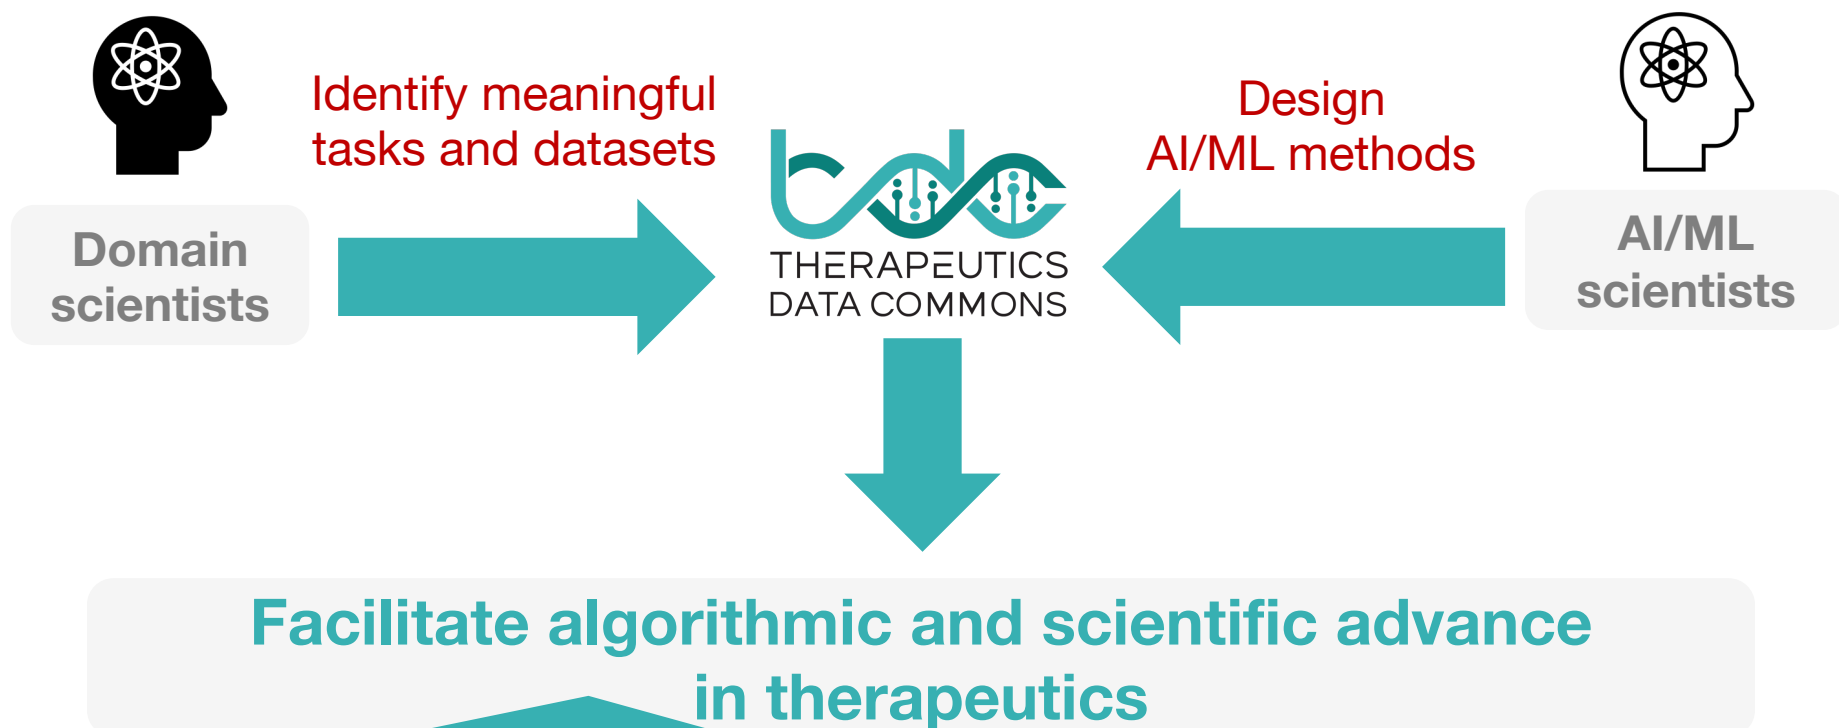 Identify meaningful
tasks and datasets
Design
AI/ML methods
Domain
scientists
tdc
THERAPEUTICS
DATA COMMONS
AI/ML
scientists
Facilitate algorithmic and scientific advance
in therapeutics